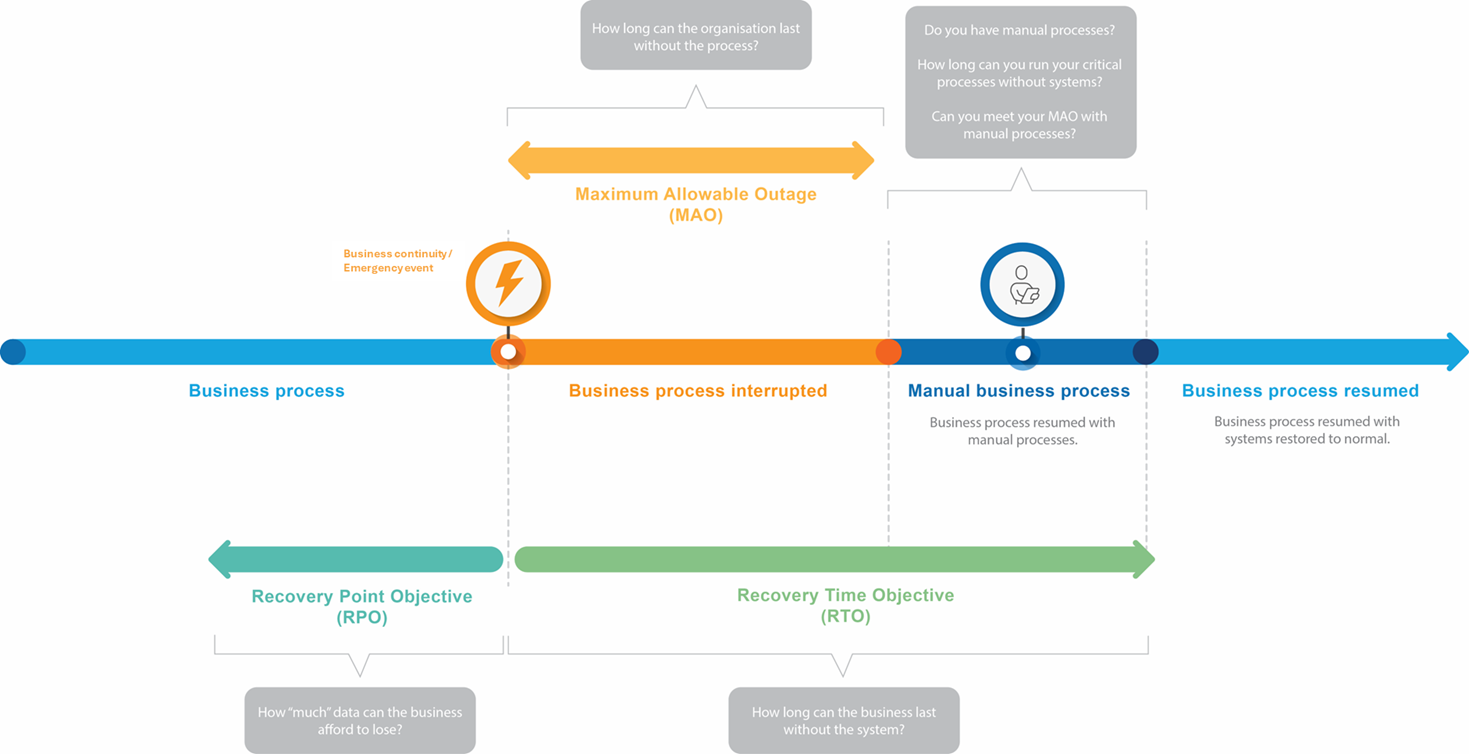 How long can the organisation last
without the process?
Do you have manual processes?
How long can you run your critical
processes without systems?
Can you meet your MAO with
manual processes?
Maximum Allowable Outage
(MAO)
Business continuity/
Emergency event
Business process
Business process interrupted
Manual business process
Business process resumed with
manual processes.
Business process resumed
Business process resumed with
systems restored to normal.
Recovery Point Objective
(RPO)
Recovery Time Objective
(RTO)
How “much” data can the business
afford to lose?
How long can the business last
without the system?